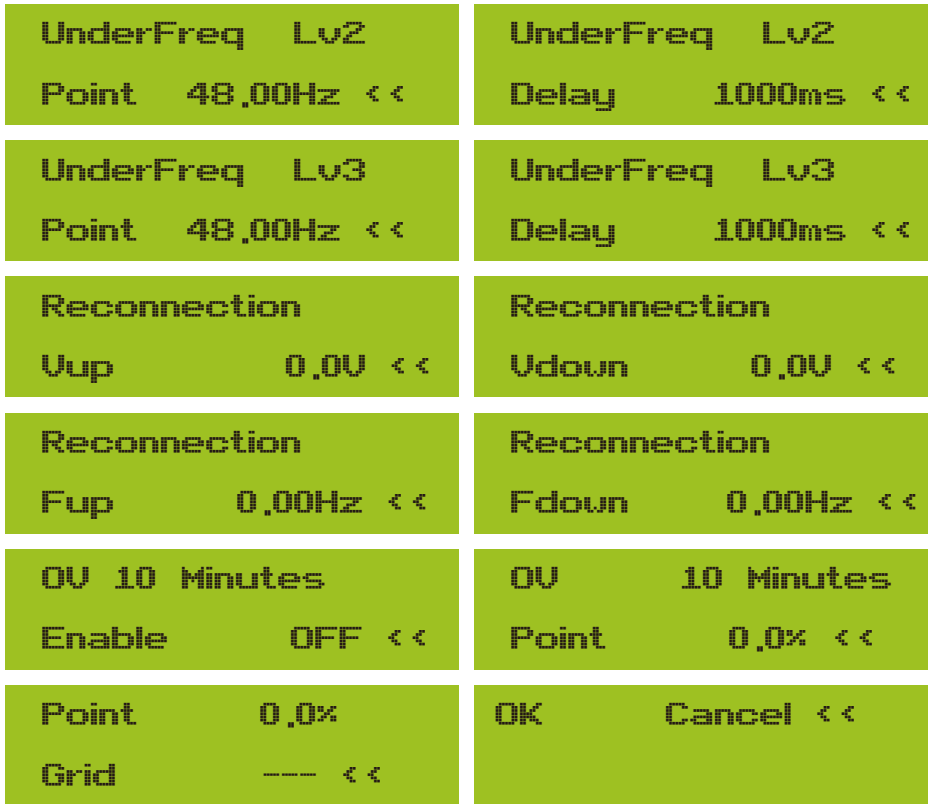 UnderFreq Lv2
Point 48.00Hz <<
UnderFreq Lv2
Delay 1000ms <<
UnderFreq Lv3
Point 48.00Hz <<
UnderFreq Lv3
Delay 1000ms <<
Reconnection
Vup 0.0V <<
Reconnection
Vdown 0.0V <<
Reconnection
Fup 0.00Hz <<
Reconnection
Fdown 0.00Hz <<
OV 10 Minutes
Enable OFF <<
OV 10 Minutes
Point 0.0% <<
Point 0.0%
Grid --- <<
OK Cancel <<